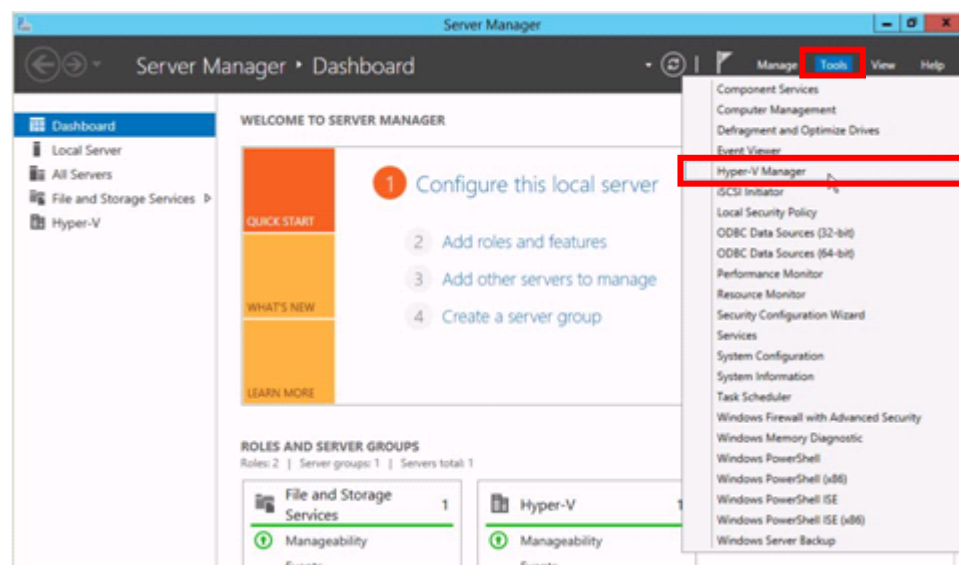 Server Manager
Server Manager • Dashboard
Manage Tools View Help
Dashboard
Local Server
All Servers
File and Storage Services
Hyper-V
WELCOME TO SERVER MANAGER
QUICK START
WHAT'S NEW
LEARN MORE
1 Configure this local server
2 Add roles and features
3 Add other servers to manage
4 Create a server group
ROLES AND SERVER GROUPS
Roles: 2 | Server groups: 1 | Servers total: 1
File and Storage
Services
1
Manageability
Events
Hyper-V
1
Manageability
Events
Component Services
Computer Management
Defragment and Optimize Drives
Event Viewer
Hyper-V Manager
iSCSI Initiator
Local Security Policy
ODBC Data Sources (32-bit)
ODBC Data Sources (64-bit)
Performance Monitor
Resource Monitor
Security Configuration Wizard
Services
System Configuration
System Information
Task Scheduler
Windows Firewall with Advanced Security
Windows Memory Diagnostic
Windows PowerShell
Windows PowerShell (x86)
Windows PowerShell ISE
Windows PowerShell ISE (x86)
Windows Server Backup